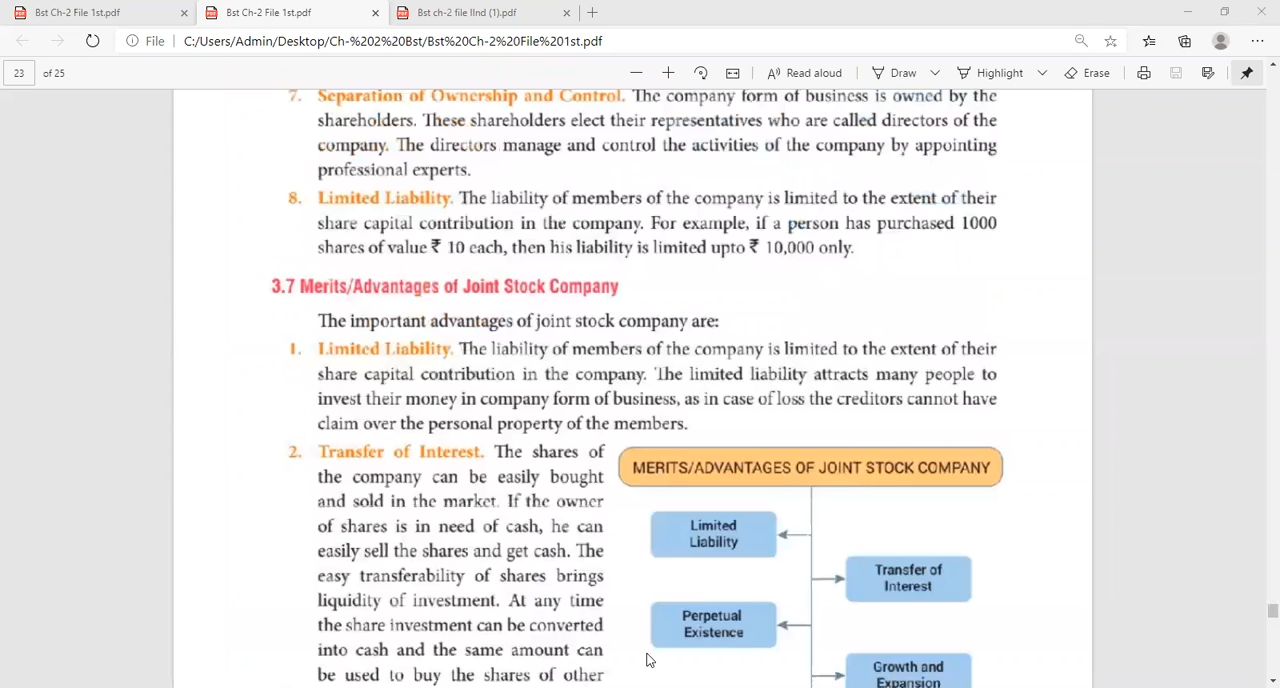 Bst Ch-2 File 1st.pdf
Bst Ch-2 File 1st.pdf
Bst ch-2 file IInd (1).pdf
File
C:/Users/Admin/Desktop/Ch-%202%20Bst/Bst%20Ch-2%20File%201st.pdf
23 of 25
Read aloud
Draw
Highlight
Erase
7. Separation of Ownership and Control. The company form of business is owned by the
shareholders. These shareholders elect their representatives who are called directors of the
company. The directors manage and control the activities of the company by appointing
professional experts.
8. Limited Liability. The liability of members of the company is limited to the extent of their
share capital contribution in the company. For example, if a person has purchased 1000
shares of value ₹ 10 each, then his liability is limited upto ₹ 10,000 only.
3.7 Merits/Advantages of Joint Stock Company
The important advantages of joint stock company are:
1. Limited Liability. The liability of members of the company is limited to the extent of their
share capital contribution in the company. The limited liability attracts many people to
invest their money in company form of business, as in case of loss the creditors cannot have
claim over the personal property of the members.
2. Transfer of Interest. The shares of
the company can be easily bought
and sold in the market. If the owner
of shares is in need of cash, he can
easily sell the shares and get cash. The
easy transferability of shares brings
liquidity of investment. At any time
the share investment can be converted
into cash and the same amount can
be used to buy the shares of other
MERITS/ADVANTAGES OF JOINT STOCK COMPANY
Limited
Liability
Transfer of
Interest
Perpetual
Existence
Growth and
Expansion